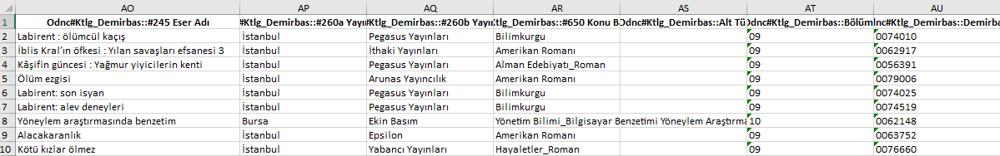 AO AP AQ AR AS AT AU
1 Odnc#Ktlg_Demirbas::#245 Eser Adı #Ktlg_Demirbas::#260a Yayın #Ktlg_Demirbas::#260b Yayın Ktlg_Demirbas::#650 Konu B Odnc#Ktlg_Demirbas::Alt Tü Odnc#Ktlg_Demirbas::Bölüm nc#Ktlg_Demirbas::Demirba
2 Labirent : ölümcül kaçış İstanbul Pegasus Yayınları Bilimkurgu 09 0074010
3 İblis Kral'ın öfkesi : Yılan savaşları efsanesi 3 İstanbul İthaki Yayınları Amerikan Romanı 09 0062917
4 Kâşifin güncesi : Yağmur yiyicilerin kenti İstanbul Pegasus Yayınları Alman Edebiyatı_Roman 09 0056391
5 Ölüm ezgisi İstanbul Arunas Yayıncılık Amerikan Romanı 09 0079006
6 Labirent: son isyan İstanbul Pegasus Yayınları Bilimkurgu 09 0074025
7 Labirent: alev deneyleri İstanbul Pegasus Yayınları Bilimkurgu 09 0074519
8 Yöneylem araştırmasında benzetim Bursa Ekin Basım Yönetim Bilimi_Bilgisayar Benzetimi Yöneylem Araştırma 10 0062148
9 Alacakaranlık İstanbul Epsilon Amerikan Romanı 09 0063752
10 Kötü kızlar ölmez İstanbul Yabancı Yayınları Hayaletler_Roman 09 0076660